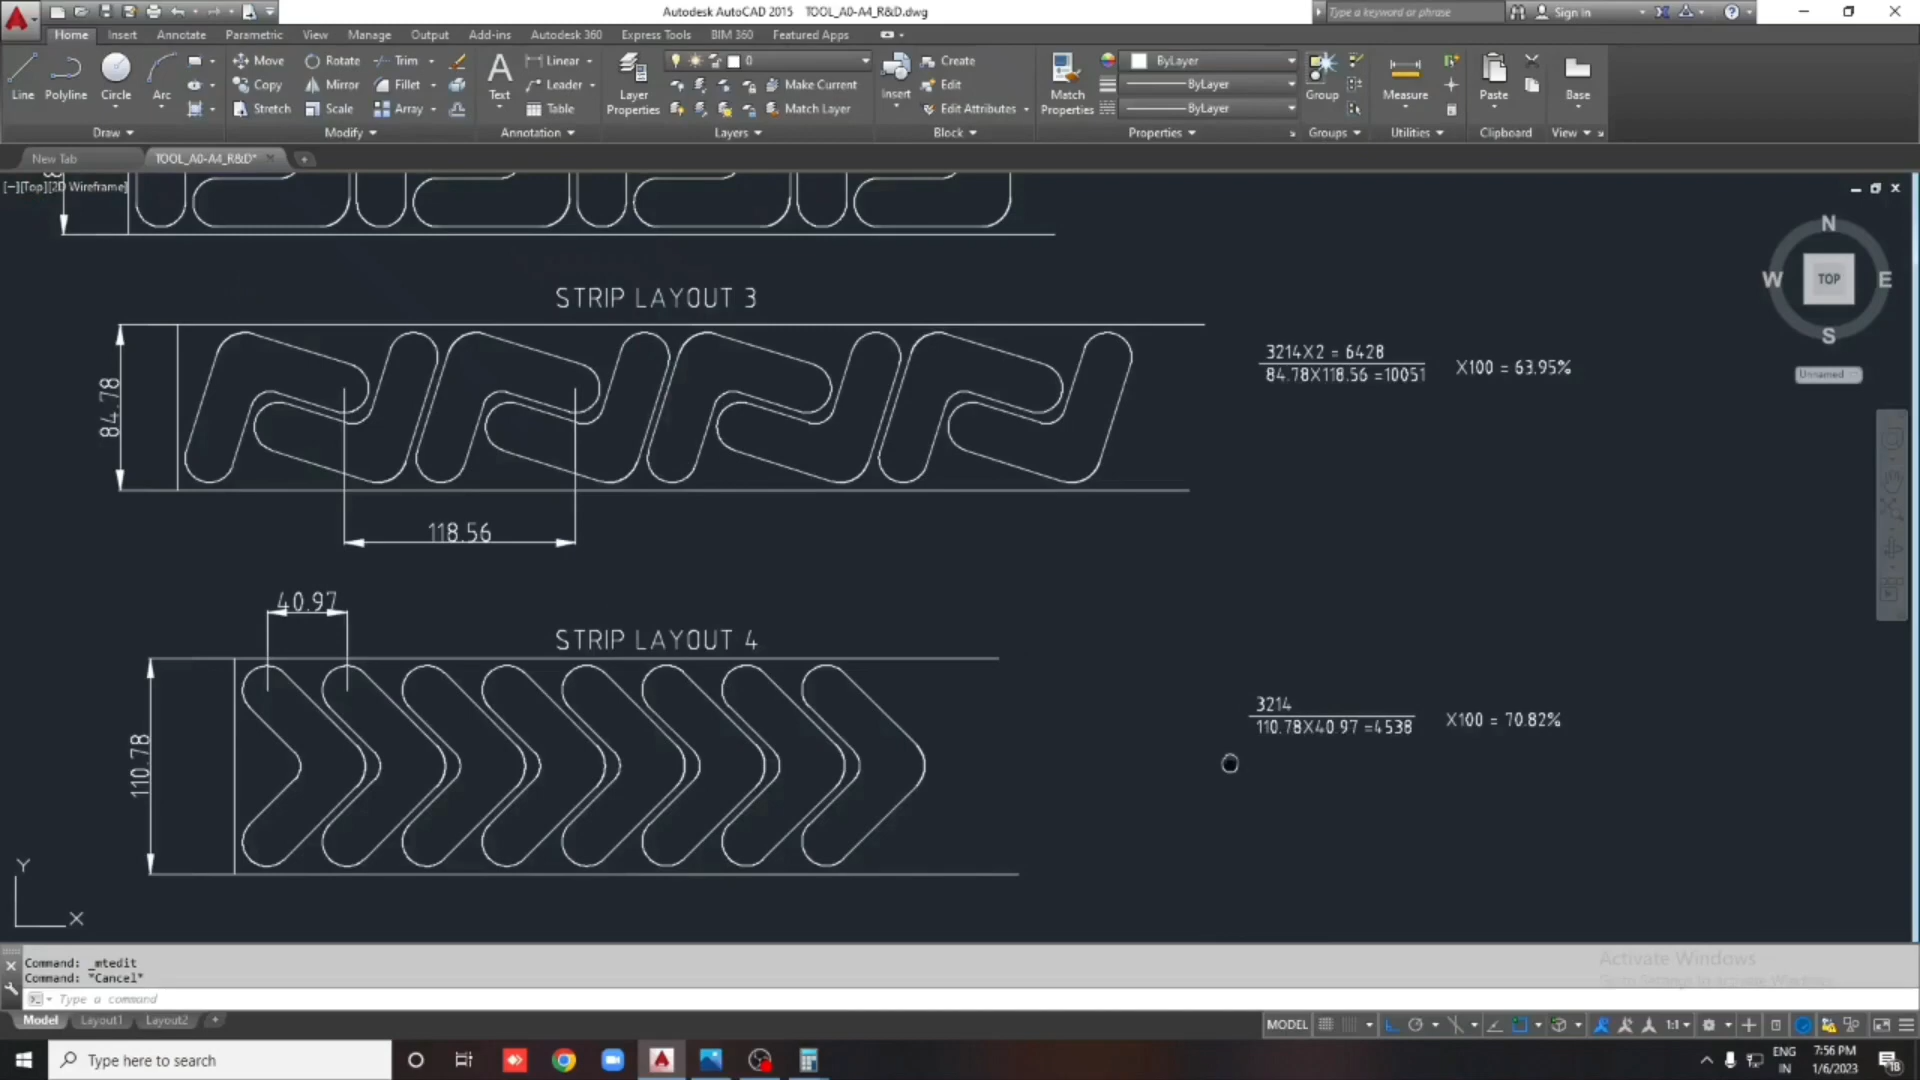 Autodesk AutoCAD 2015 TOOL_A0-A4_R&D.dwg
Type a keyword or phrase
Sign In
Home Insert Annotate Parametric View Manage Output Add-ins Autodesk 360 Express Tools BIM 360 Featured Apps
Line Polyline Circle Arc
Draw
Move Rotate Trim
Copy Mirror Fillet
Stretch Scale Array
Modify
Text
Linear
Leader
Table
Annotation
Layer Properties
0
Make Current
Match Layer
Layers
Insert
Create
Edit
Edit Attributes
Block
Match Properties
ByLayer
ByLayer
ByLayer
Properties
Group
Groups
Measure
Utilities
Paste
Clipboard
Base
View
New Tab
TOOL_A0-A4_R&D*
[−][Top][2D Wireframe]
N
W TOP E
S
Unnamed
STRIP LAYOUT 3
84.78
118.56
3214X2 = 6428
84.78X118.56 =10051
X100 = 63.95%
40.97
STRIP LAYOUT 4
110.78
3214
110.78X40.97 =4538
X100 = 70.82%
Y
X
Command: _mtedit
Command: *Cancel*
Type a command
Activate Windows
Model Layout1 Layout2 +
MODEL
1:1
Type here to search
ENG
IN
7:56 PM
1/6/2023
18